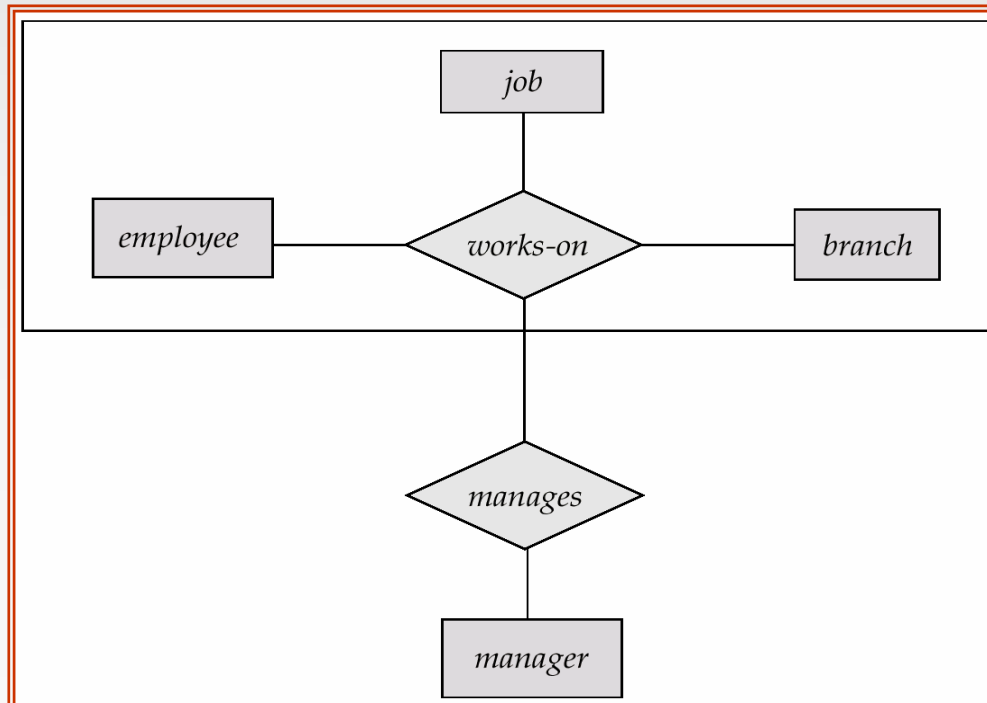 job
employee
works-on
branch
manages
manager